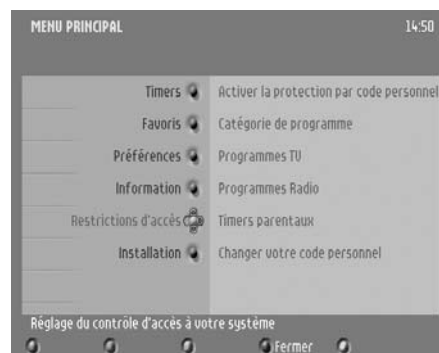 MENU PRINCIPAL 14:50
Timers Activer la protection par code personnel
Favoris Catégorie de programme
Préférences Programmes TV
Information Programmes Radio
Restrictions d'accès Timers parentaux
Installation Changer votre code personnel
Réglage du contrôle d'accès à votre système
Fermer